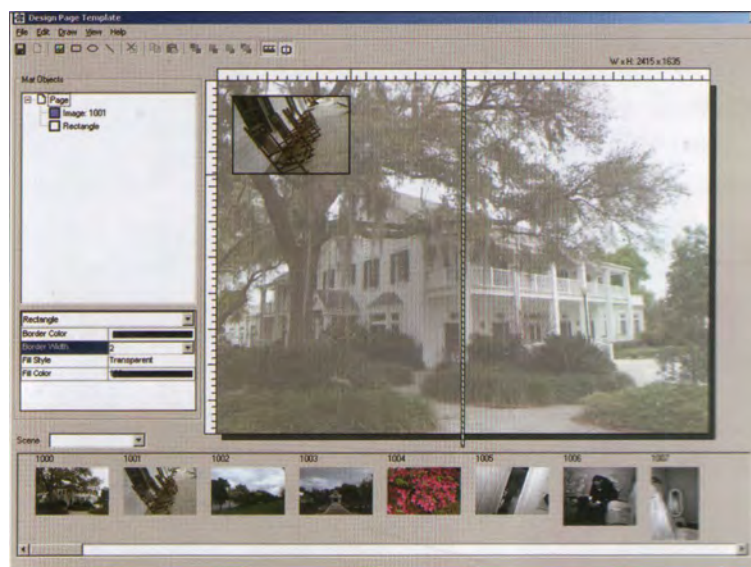 Design Page Template
File Edit Draw View Help
W x H: 2415 x 1635
Mat Objects
Page
Image: 1001
Rectangle
Rectangle
Border Color
Border Width 2
Fill Style Transparent
Fill Color
Scene
1000 1001 1002 1003 1004 1005 1006 1007